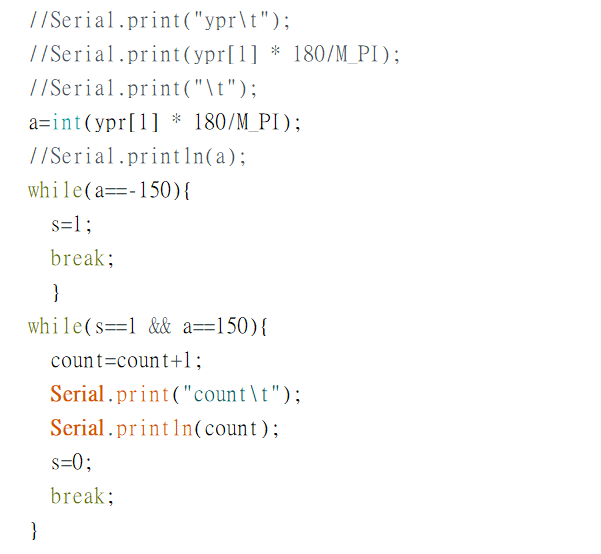 //Serial.print("ypr\t");
//Serial.print(ypr[1] * 180/M_PI);
//Serial.print("\t");
a=int(ypr[1] * 180/M_PI);
//Serial.println(a);
while(a==-150){
s=1;
break;
}
while(s==1 && a==150){
count=count+1;
Serial.print("count\t");
Serial.println(count);
s=0;
break;
}